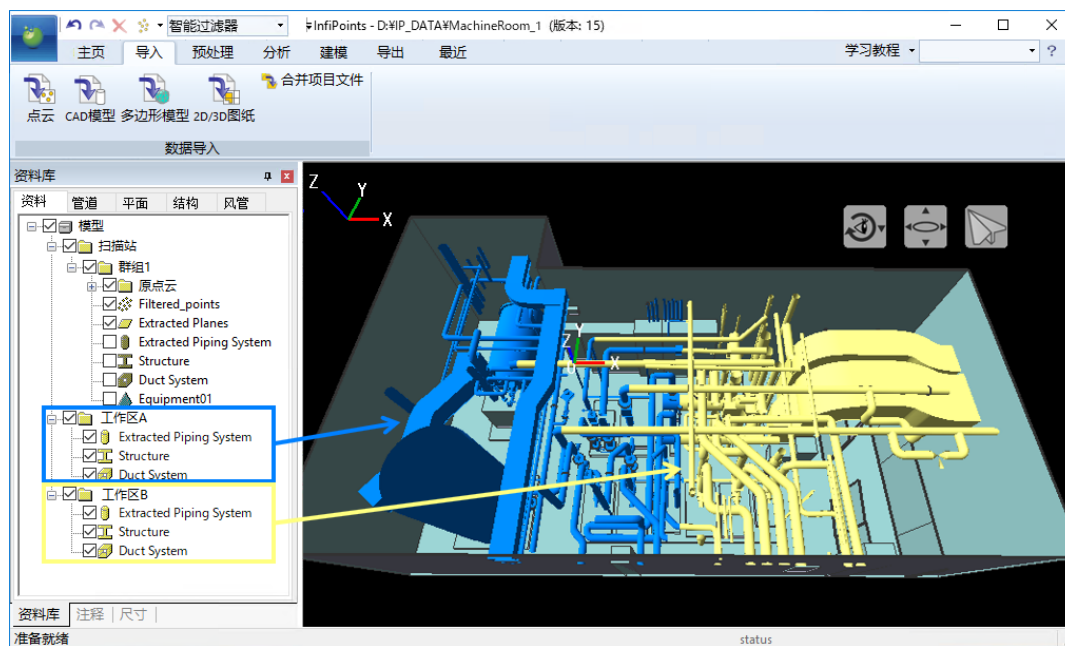 智能过滤器
InfiPoints - D:¥IP_DATA¥MachineRoom_1 (版本: 15)
主页 导入 预处理 分析 建模 导出 最近 学习教程 ?
点云 CAD模型 多边形模型 2D/3D图纸 合并项目文件
数据导入
资料库
资料 管道 平面 结构 风管
模型
扫描站
群组1
原点云
Filtered_points
Extracted Planes
Extracted Piping System
Structure
Duct System
Equipment01
工作区A
Extracted Piping System
Structure
Duct System
工作区B
Extracted Piping System
Structure
Duct System
Z Y X
Z Y X
资料库 注释 尺寸
准备就绪 status